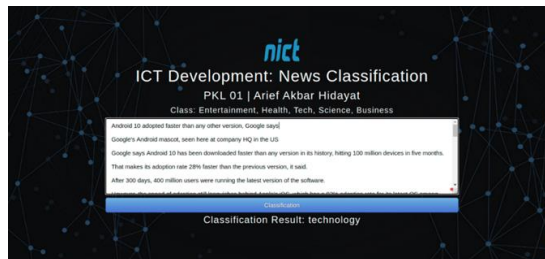 nict
ICT Development: News Classification
PKL 01 | Arief Akbar Hidayat
Class: Entertainment, Health, Tech, Science, Business
Android 10 adopted faster than any other version, Google says
Google's Android mascot, seen here at company HQ in the US
Google says Android 10 has been downloaded faster than any version in its history, hitting 100 million devices in five months.
That makes its adoption rate 28% faster than the previous version, it said.
After 300 days, 400 million users were running the latest version of the software.
Classification
Classification Result: technology